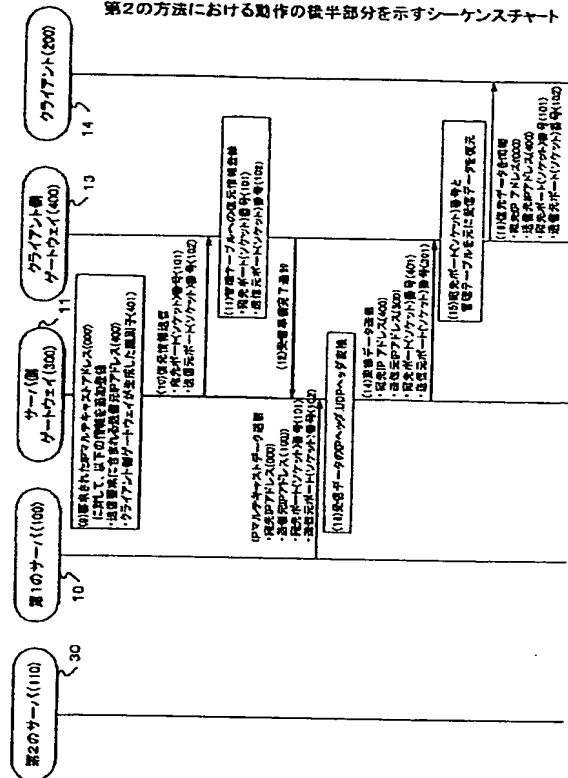 第2の方法における動作の後半部分を示すシーケンスチャート
第2のサーバ(110)
30
第1のサーバ(100)
10
サーバ側
ゲートウェイ(300)
11
クライアント側
ゲートウェイ(400)
13
クライアント(200)
14
(9)要求されたIPマルチキャストアドレス(000)
に対して、以下の情報を追加登録
・送信要求に含まれる送信元IPアドレス(400)
・クライアント側ゲートウェイが生成した識別子(401)
(10)復元情報送信
・宛先ポート(ソケット)番号(101)
・送信元ポート(ソケット)番号(102)
(11)管理テーブルへの復元情報登録
・宛先ポート(ソケット)番号(101)
・送信元ポート(ソケット)番号(102)
(12)受信準備完了通知
IPマルチキャストデータ送信
・宛先IPアドレス(000)
・送信元IPアドレス(100)
・宛先ポート(ソケット)番号(101)
・送信元ポート(ソケット)番号(102)
(13)受信データのIPヘッダ,UDPヘッダ変換
(14)変換データ送信
・宛先IPアドレス(400)
・送信元IPアドレス(300)
・宛先ポート(ソケット)番号(401)
・送信元ポート(ソケット)番号(301)
(15)宛先ポート(ソケット)番号と
管理テーブルを元に受信データを復元
(16)復元データを
・宛先IPアドレス(000)
・送信元IPアドレス(400)
・宛先ポート(ソケット)番号(101)
・送信元ポート(ソケット)番号(102)